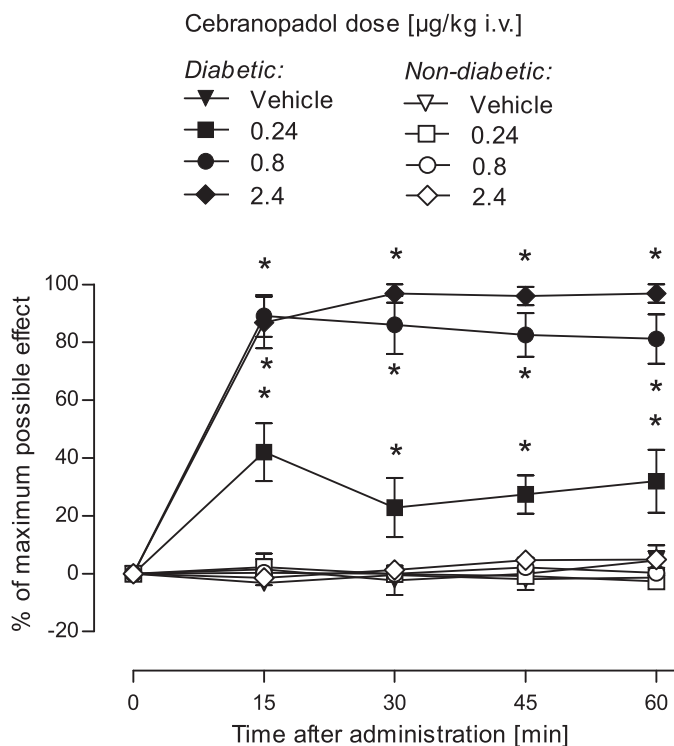 Cebranopadol dose [µg/kg i.v.]
Diabetic: Non-diabetic:
Vehicle Vehicle
0.24 0.24
0.8 0.8
2.4 2.4
% of maximum possible effect
100
80
60
40
20
0
-20
* * * *
* * * *
* * * *
0 15 30 45 60
Time after administration [min]